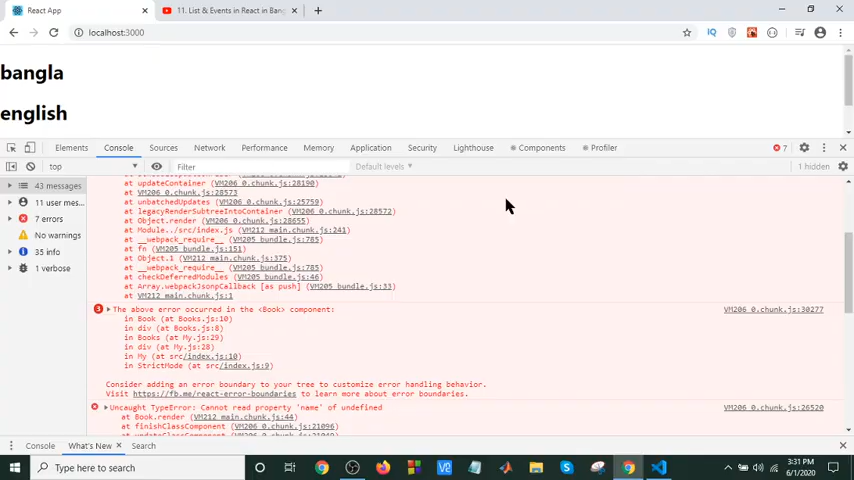 React App
11. List & Events in React in Bang
localhost:3000
IQ
bangla
english
Elements Console Sources Network Performance Memory Application Security Lighthouse Components Profiler 7
top Filter Default levels 1 hidden
43 messages
11 user mess...
7 errors
No warnings
35 info
1 verbose
at updateContainer (VM206 0.chunk.js:28190)
at VM206 0.chunk.js:28573
at unbatchedUpdates (VM206 0.chunk.js:25759)
at legacyRenderSubtreeIntoContainer (VM206 0.chunk.js:28572)
at Object.render (VM206 0.chunk.js:28655)
at Module../src/index.js (VM212 main.chunk.js:241)
at __webpack_require__ (VM205 bundle.js:785)
at fn (VM205 bundle.js:151)
at Object.1 (VM212 main.chunk.js:375)
at __webpack_require__ (VM205 bundle.js:785)
at checkDeferredModules (VM205 bundle.js:46)
at Array.webpackJsonpCallback [as push] (VM205 bundle.js:33)
at VM212 main.chunk.js:1
3 The above error occurred in the <Book> component: VM206 0.chunk.js:30277
in Book (at Books.js:10)
in div (at Books.js:8)
in Books (at My.js:29)
in div (at My.js:28)
in My (at src/index.js:10)
in StrictMode (at src/index.js:9)
Consider adding an error boundary to your tree to customize error handling behavior.
Visit https://fb.me/react-error-boundaries to learn more about error boundaries.
Uncaught TypeError: Cannot read property 'name' of undefined VM206 0.chunk.js:26520
at Book.render (VM212 main.chunk.js:44)
at finishClassComponent (VM206 0.chunk.js:21096)
Console What's New Search
Type here to search
3:31 PM
6/1/2020